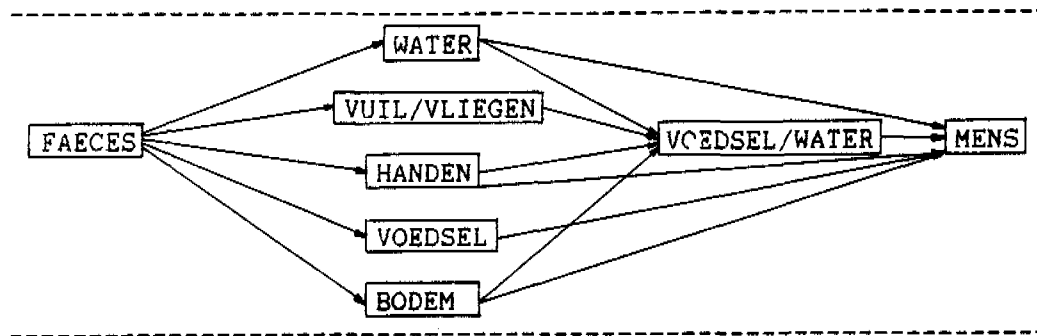 WATER
VUIL/VLIEGEN
FAECES
VOEDSEL/WATER
MENS
HANDEN
VOEDSEL
BODEM